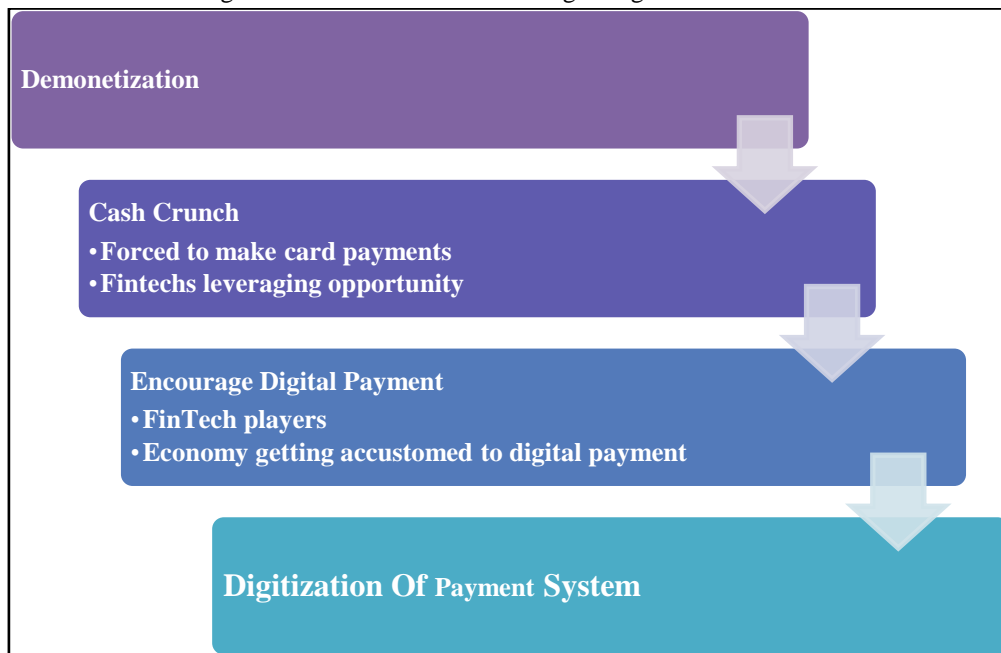 Demonetization
Cash Crunch
•Forced to make card payments
•Fintechs leveraging opportunity
Encourage Digital Payment
•FinTech players
•Economy getting accustomed to digital payment
Digitization Of Payment System